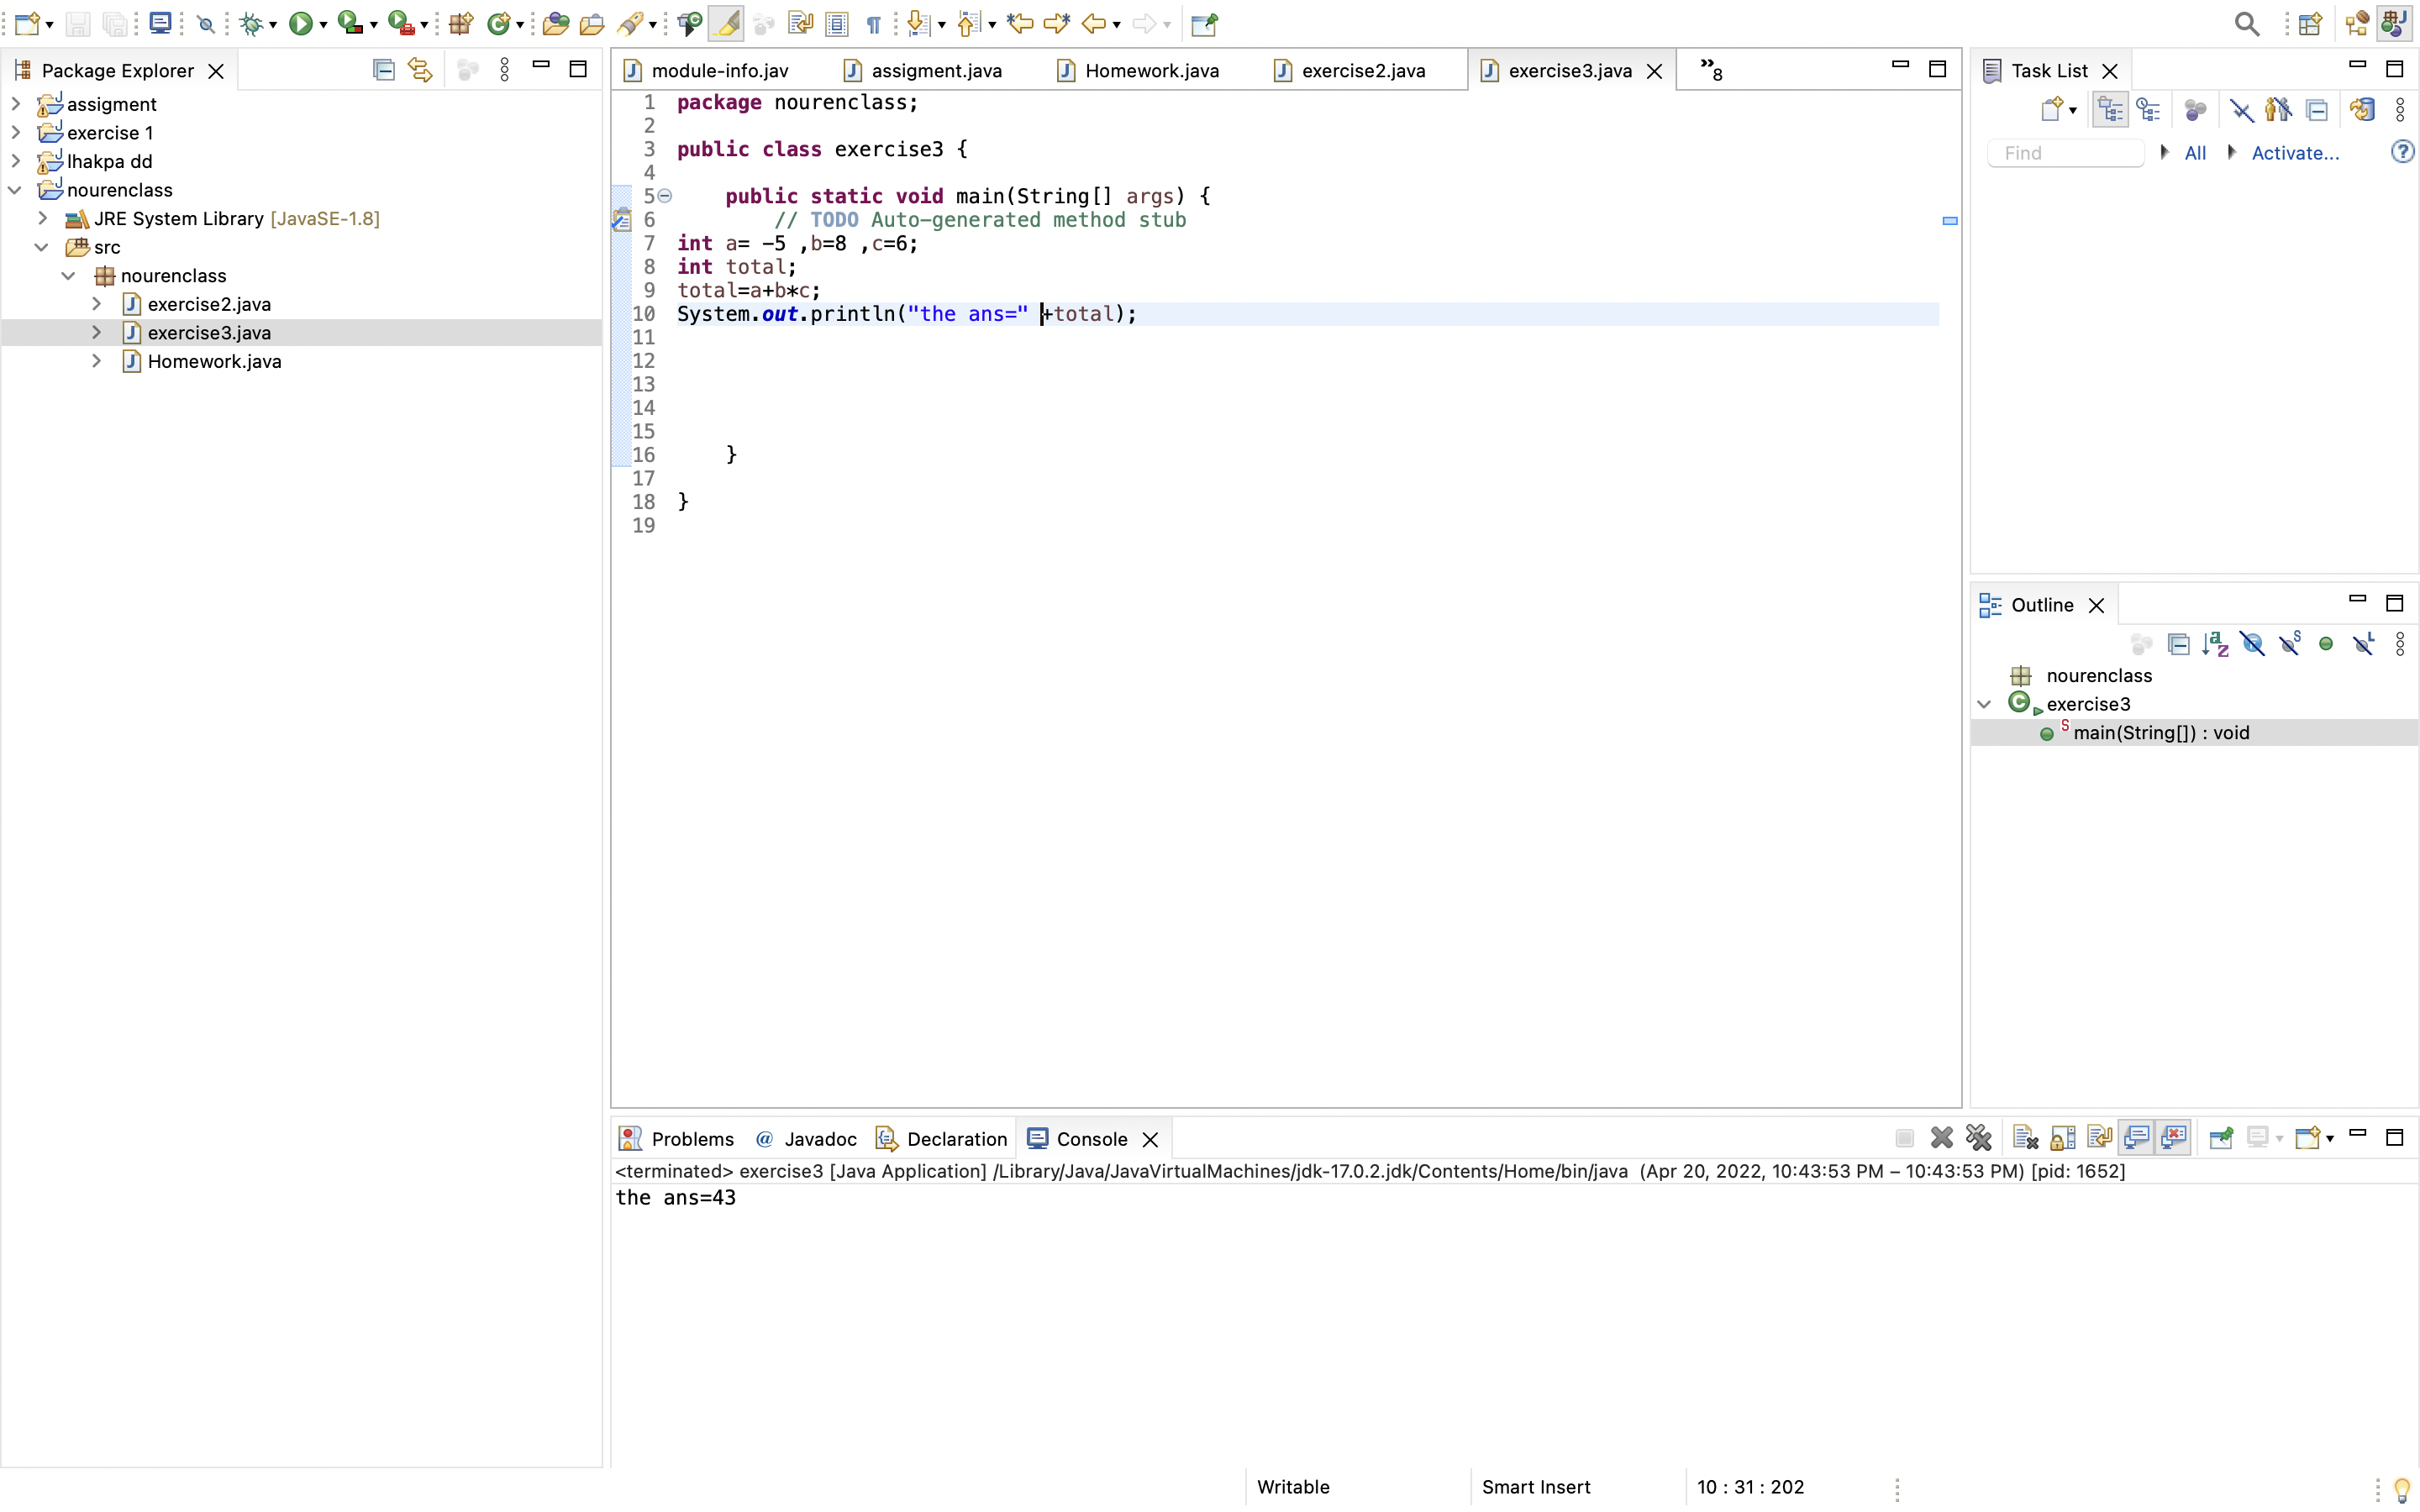 Package Explorer
assigment
exercise 1
lhakpa dd
nourenclass
JRE System Library [JavaSE-1.8]
src
nourenclass
exercise2.java
exercise3.java
Homework.java
module-info.jav assigment.java Homework.java exercise2.java exercise3.java »8
1 package nourenclass;
2
3 public class exercise3 {
4
5 public static void main(String[] args) {
6 // TODO Auto-generated method stub
7 int a= -5 ,b=8 ,c=6;
8 int total;
9 total=a+b*c;
10 System.out.println("the ans=" +total);
11
12
13
14
15
16 }
17
18 }
19
Task List
Find All Activate...
Outline
nourenclass
exercise3
main(String[]) : void
Problems @ Javadoc Declaration Console
<terminated> exercise3 [Java Application] /Library/Java/JavaVirtualMachines/jdk-17.0.2.jdk/Contents/Home/bin/java (Apr 20, 2022, 10:43:53 PM – 10:43:53 PM) [pid: 1652]
the ans=43
Writable Smart Insert 10 : 31 : 202